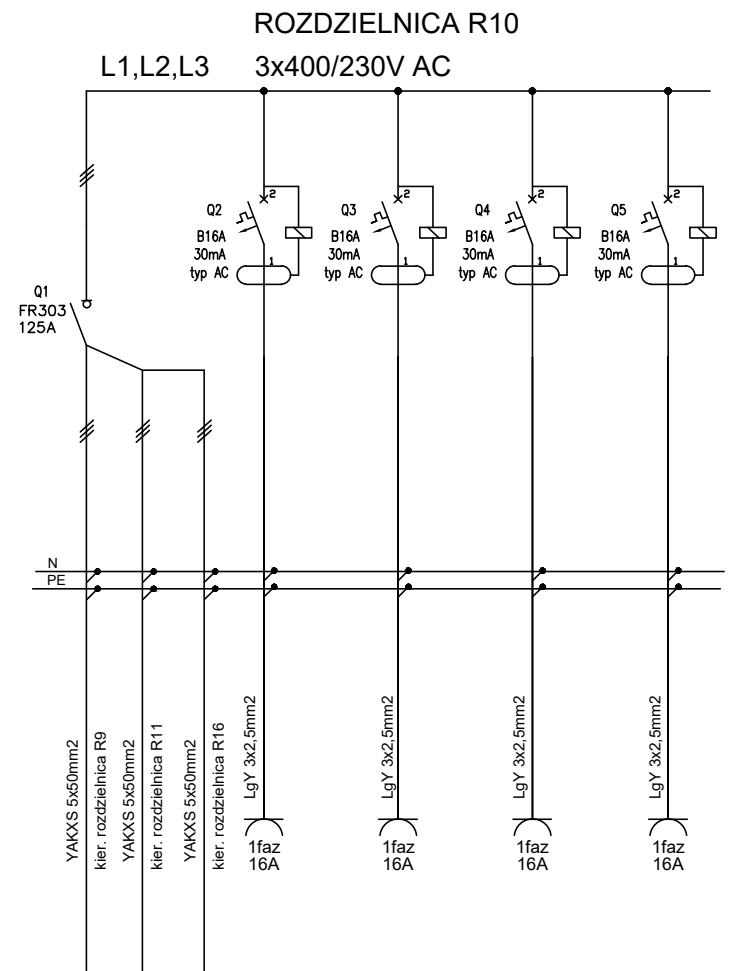 ROZDZIELNICA R10
L1,L2,L3 3x400/230V AC
Q1
FR303
125A
2
Q2
B16A
30mA
typ AC
1
2
Q3
B16A
30mA
typ AC
1
2
Q4
B16A
30mA
typ AC
1
2
Q5
B16A
30mA
typ AC
1
N
PE
YAKXS 5x50mm2
kier. rozdzielnica R9
YAKXS 5x50mm2
kier. rozdzielnica R11
YAKXS 5x50mm2
kier. rozdzielnica R16
LgY 3x2,5mm2
1faz
16A
LgY 3x2,5mm2
1faz
16A
LgY 3x2,5mm2
1faz
16A
LgY 3x2,5mm2
1faz
16A